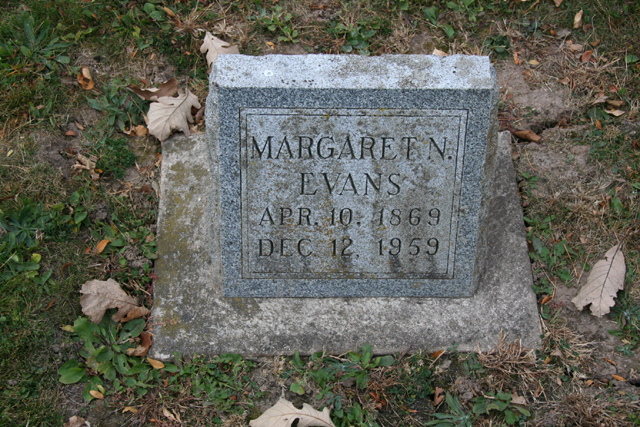 MARGARET N.
EVANS
APR. 10, 1869
DEC. 12, 1959